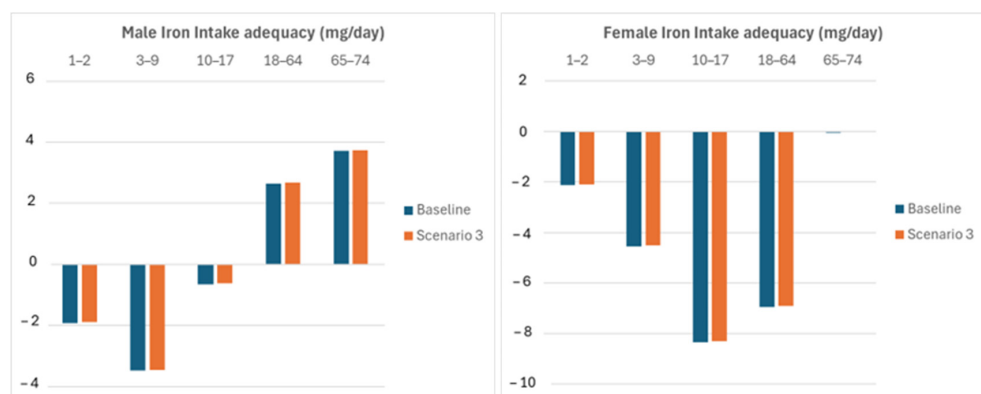 Male Iron Intake adequacy (mg/day)
1–2 3–9 10–17 18–64 65–74
6
4
2
0
–2
–4
Baseline
Scenario 3
Female Iron Intake adequacy (mg/day)
1–2 3–9 10–17 18–64 65–74
2
0
–2
–4
–6
–8
–10
Baseline
Scenario 3